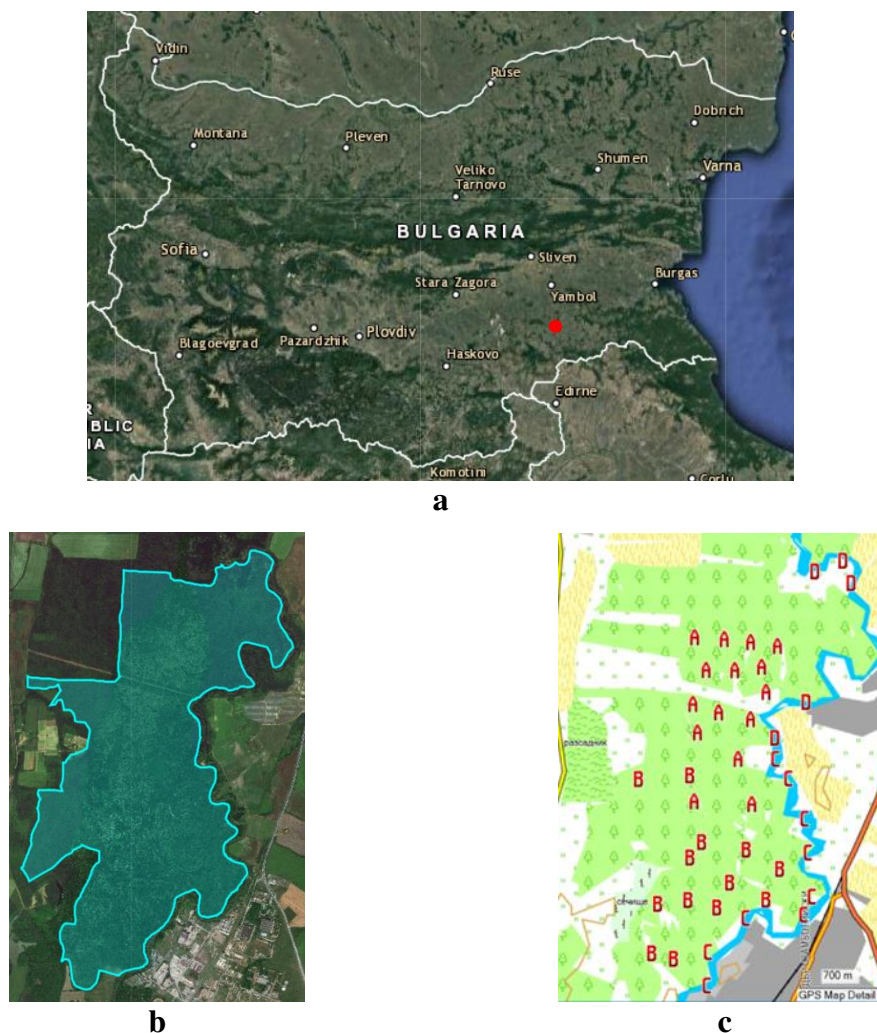 Vidin
Ruse
Dobrich
Montana
Pleven
Shumen
Varna
Veliko
Tarnovo
BULGARIA
Sofia
Sliven
Stara Zagora
Burgas
Yambol
Plovdiv
Pazardzhik
Blagoevgrad
Haskovo
Edirne
R
BLIC
IA
Komotini
Corlu
a
D D
D
A A A A
A A A
A
A D
A A
разсадник A D
A C
B B C
A A
C
B B C
B
B
B
сечище B B B B C
C C
B B C
C 700 m
GPS Map Detail
b c